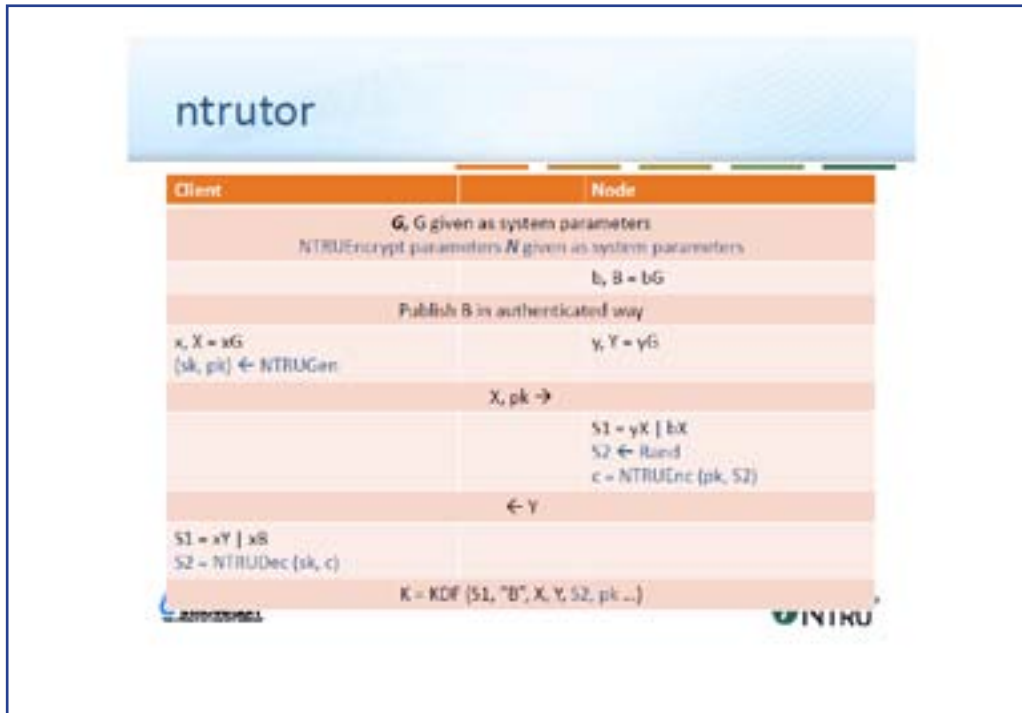 ntrutor
Client Node
G, G given as system parameters
NTRUEncrypt parameters N given as system parameters
b, B = bG
Publish B in authenticated way
x, X = xG y, Y = yG
(sk, pk) ← NTRUGen
X, pk →
S1 = yX | bX
S2 ← Rand
c = NTRUEnc (pk, S2)
← Y
S1 = xY | xB
S2 = NTRUDec (sk, c)
K = KDF (S1, "B", X, Y, S2, pk ...)
NTRU